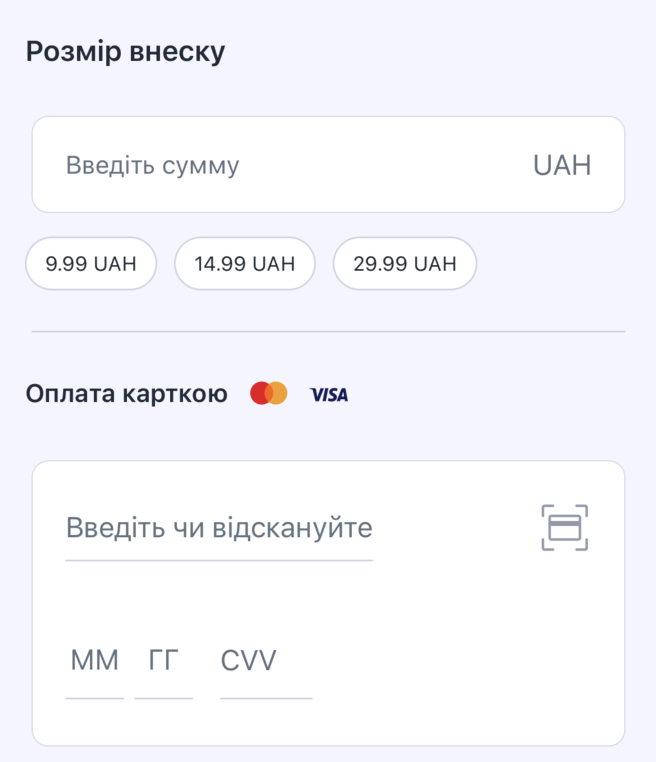 Розмір внеску
Введіть сумму UAH
9.99 UAH 14.99 UAH 29.99 UAH
Оплата карткою VISA
Введіть чи відскануйте
ММ ГГ CVV